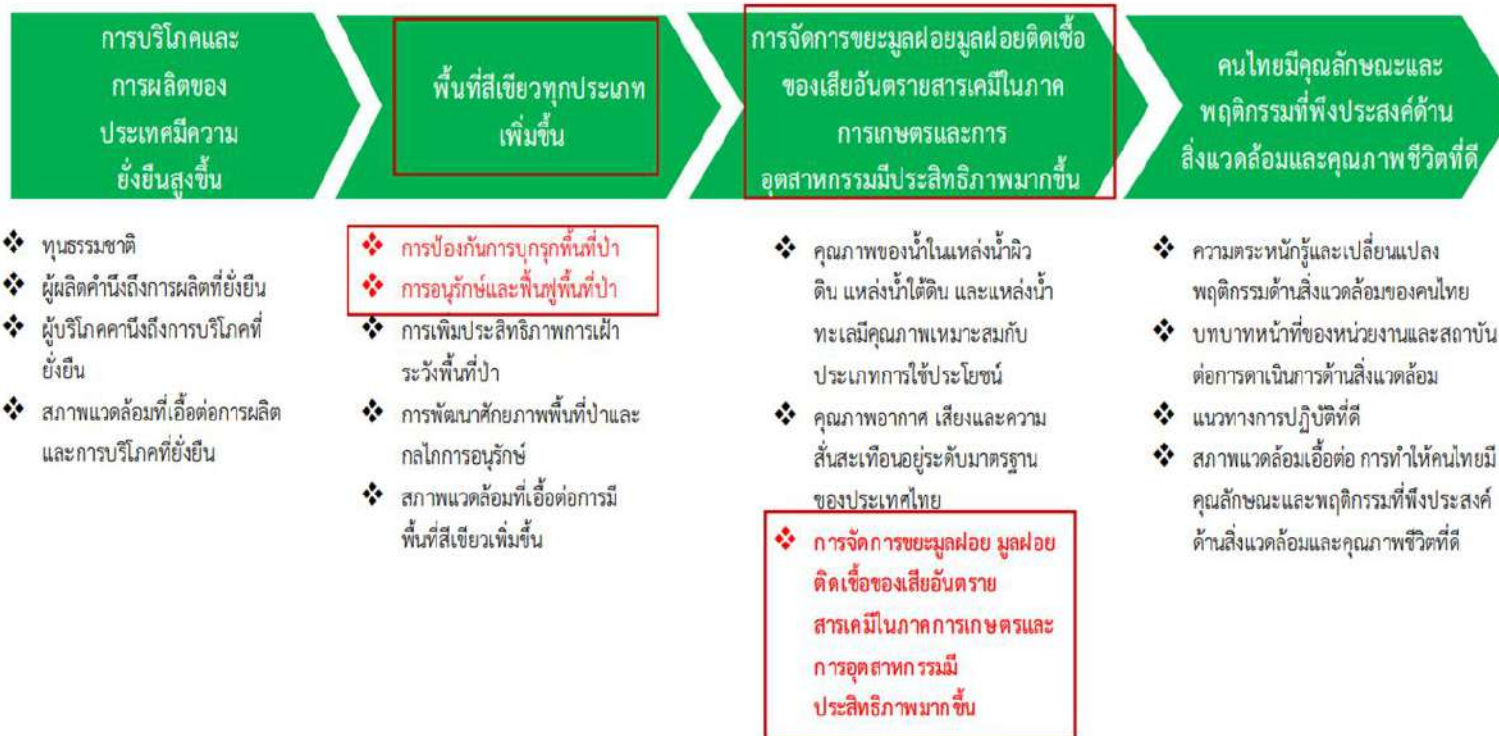 การบริโภคและ
การผลิตของ
ประเทศมีความ
ยั่งยืนสูงขึ้น
พื้นที่สีเขียวทุกประเภท
เพิ่มขึ้น
การจัดการขยะมูลฝอยมูลฝอยติดเชื้อ
ของเสียอันตรายสารเคมีในภาค
การเกษตรและการ
อุตสาหกรรมมีประสิทธิภาพมากขึ้น
คนไทยมีคุณลักษณะและ
พฤติกรรมที่พึงประสงค์ด้าน
สิ่งแวดล้อมและคุณภาพชีวิตที่ดี
❖ ทุนธรรมชาติ
❖ ผู้ผลิตคำนึงถึงการผลิตที่ยั่งยืน
❖ ผู้บริโภคคานึงถึงการบริโภคที่
ยั่งยืน
❖ สภาพแวดล้อมที่เอื้อต่อการผลิต
และการบริโภคที่ยั่งยืน
❖ การป้องกันการบุกรุกพื้นที่ป่า
❖ การอนุรักษ์และฟื้นฟูพื้นที่ป่า
❖ การเพิ่มประสิทธิภาพการเฝ้า
ระวังพื้นที่ป่า
❖ การพัฒนาศักยภาพพื้นที่ป่าและ
กลไกการอนุรักษ์
❖ สภาพแวดล้อมที่เอื้อต่อการมี
พื้นที่สีเขียวเพิ่มขึ้น
❖ คุณภาพของน้ำในแหล่งน้ำผิว
ดิน แหล่งน้ำใต้ดิน และแหล่งน้ำ
ทะเลมีคุณภาพเหมาะสมกับ
ประเภทการใช้ประโยชน์
❖ คุณภาพอากาศ เสียงและความ
สั่นสะเทือนอยู่ระดับมาตรฐาน
ของประเทศไทย
❖ การจัดการขยะมูลฝอย มูลฝอย
ติดเชื้อของเสียอันตราย
สารเคมีในภาคการเกษตรและ
การอุตสาหกรรมมี
ประสิทธิภาพมากขึ้น
❖ ความตระหนักรู้และเปลี่ยนแปลง
พฤติกรรมด้านสิ่งแวดล้อมของคนไทย
❖ บทบาทหน้าที่ของหน่วยงานและสถาบัน
ต่อการดาเนินการด้านสิ่งแวดล้อม
❖ แนวทางการปฏิบัติที่ดี
❖ สภาพแวดล้อมเอื้อต่อ การทำให้คนไทยมี
คุณลักษณะและพฤติกรรมที่พึงประสงค์
ด้านสิ่งแวดล้อมและคุณภาพชีวิตที่ดี